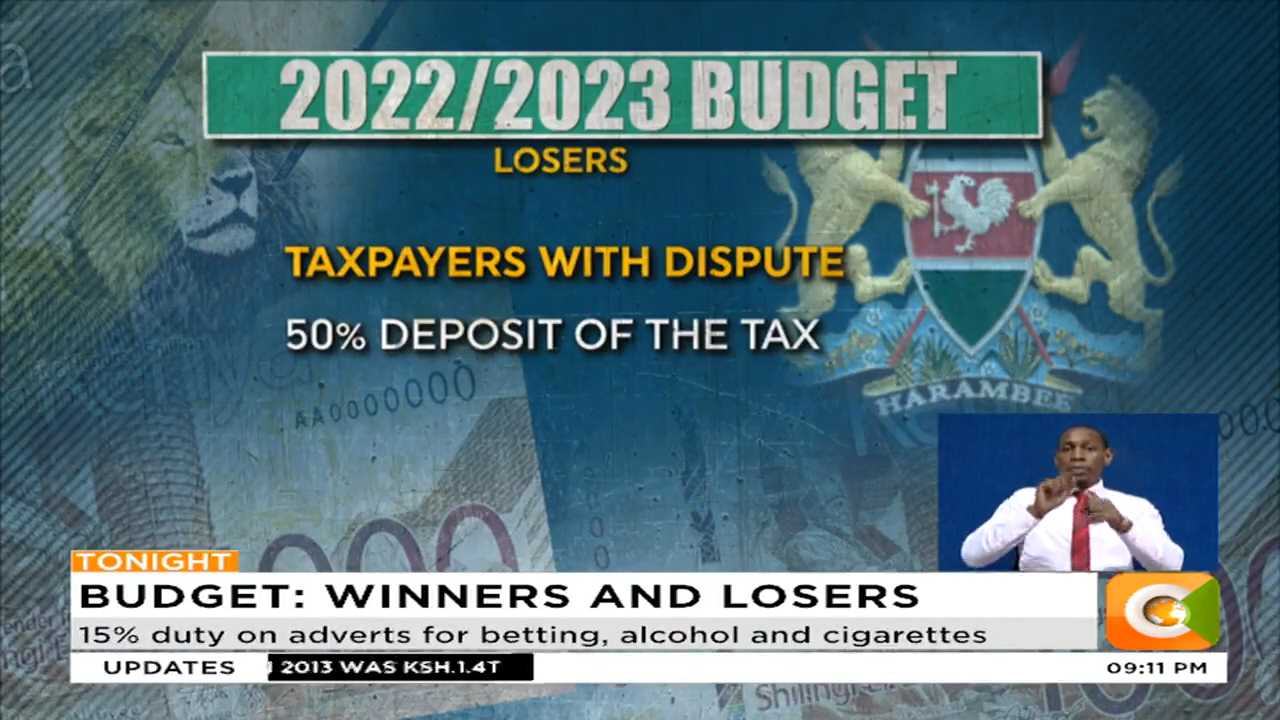 2022/2023 BUDGET
LOSERS
TAXPAYERS WITH DISPUTE
50% DEPOSIT OF THE TAX
AA0000000
HARAMBEE
TONIGHT
BUDGET: WINNERS AND LOSERS
15% duty on adverts for betting, alcohol and cigarettes
UPDATES
2013 WAS KSH.1.4T
09:11 PM